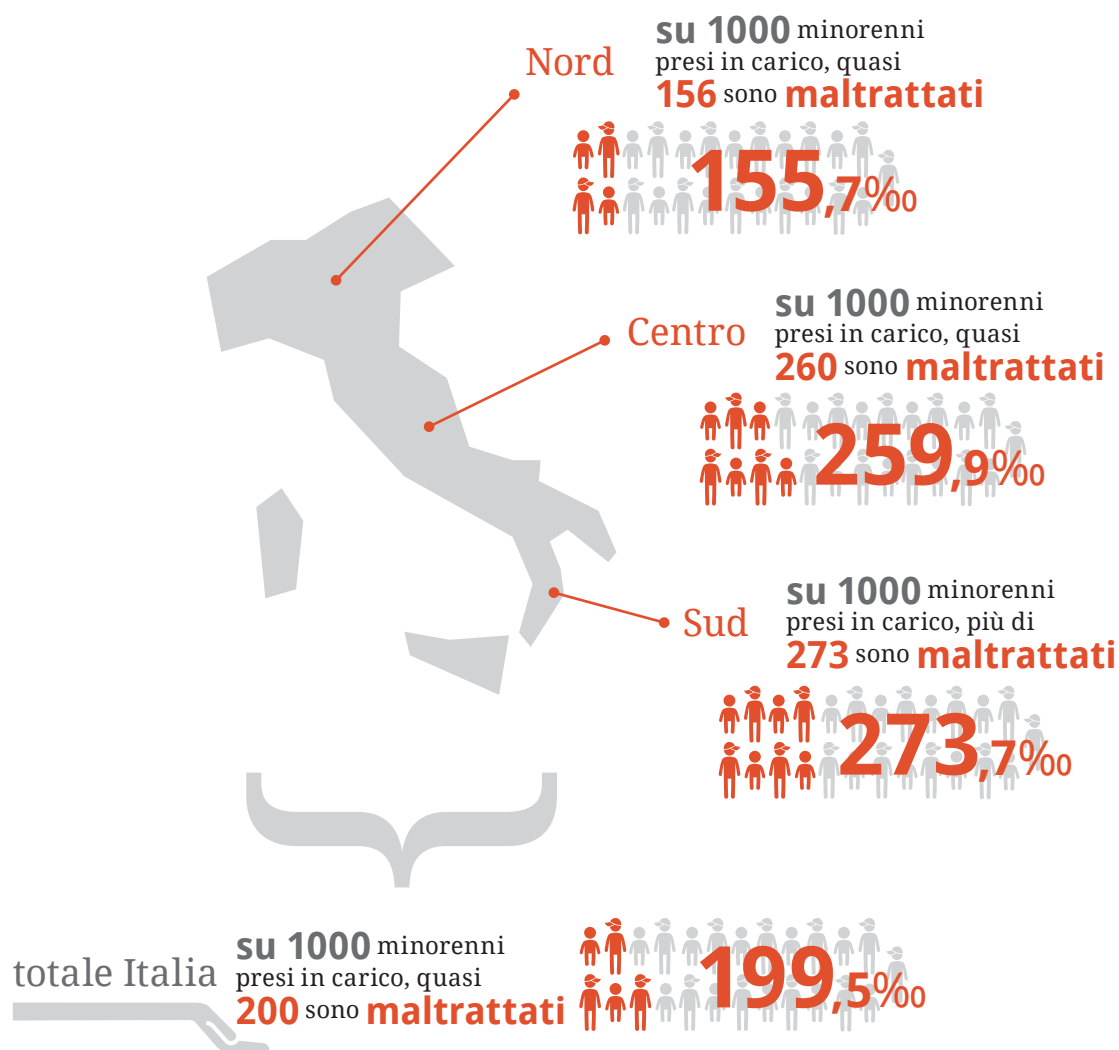 Nord
su 1000 minorenni
presi in carico, quasi
156 sono maltrattati
155,7‰
Centro
su 1000 minorenni
presi in carico, quasi
260 sono maltrattati
259,9‰
Sud
su 1000 minorenni
presi in carico, più di
273 sono maltrattati
273,7‰
totale Italia
su 1000 minorenni
presi in carico, quasi
200 sono maltrattati
199,5‰